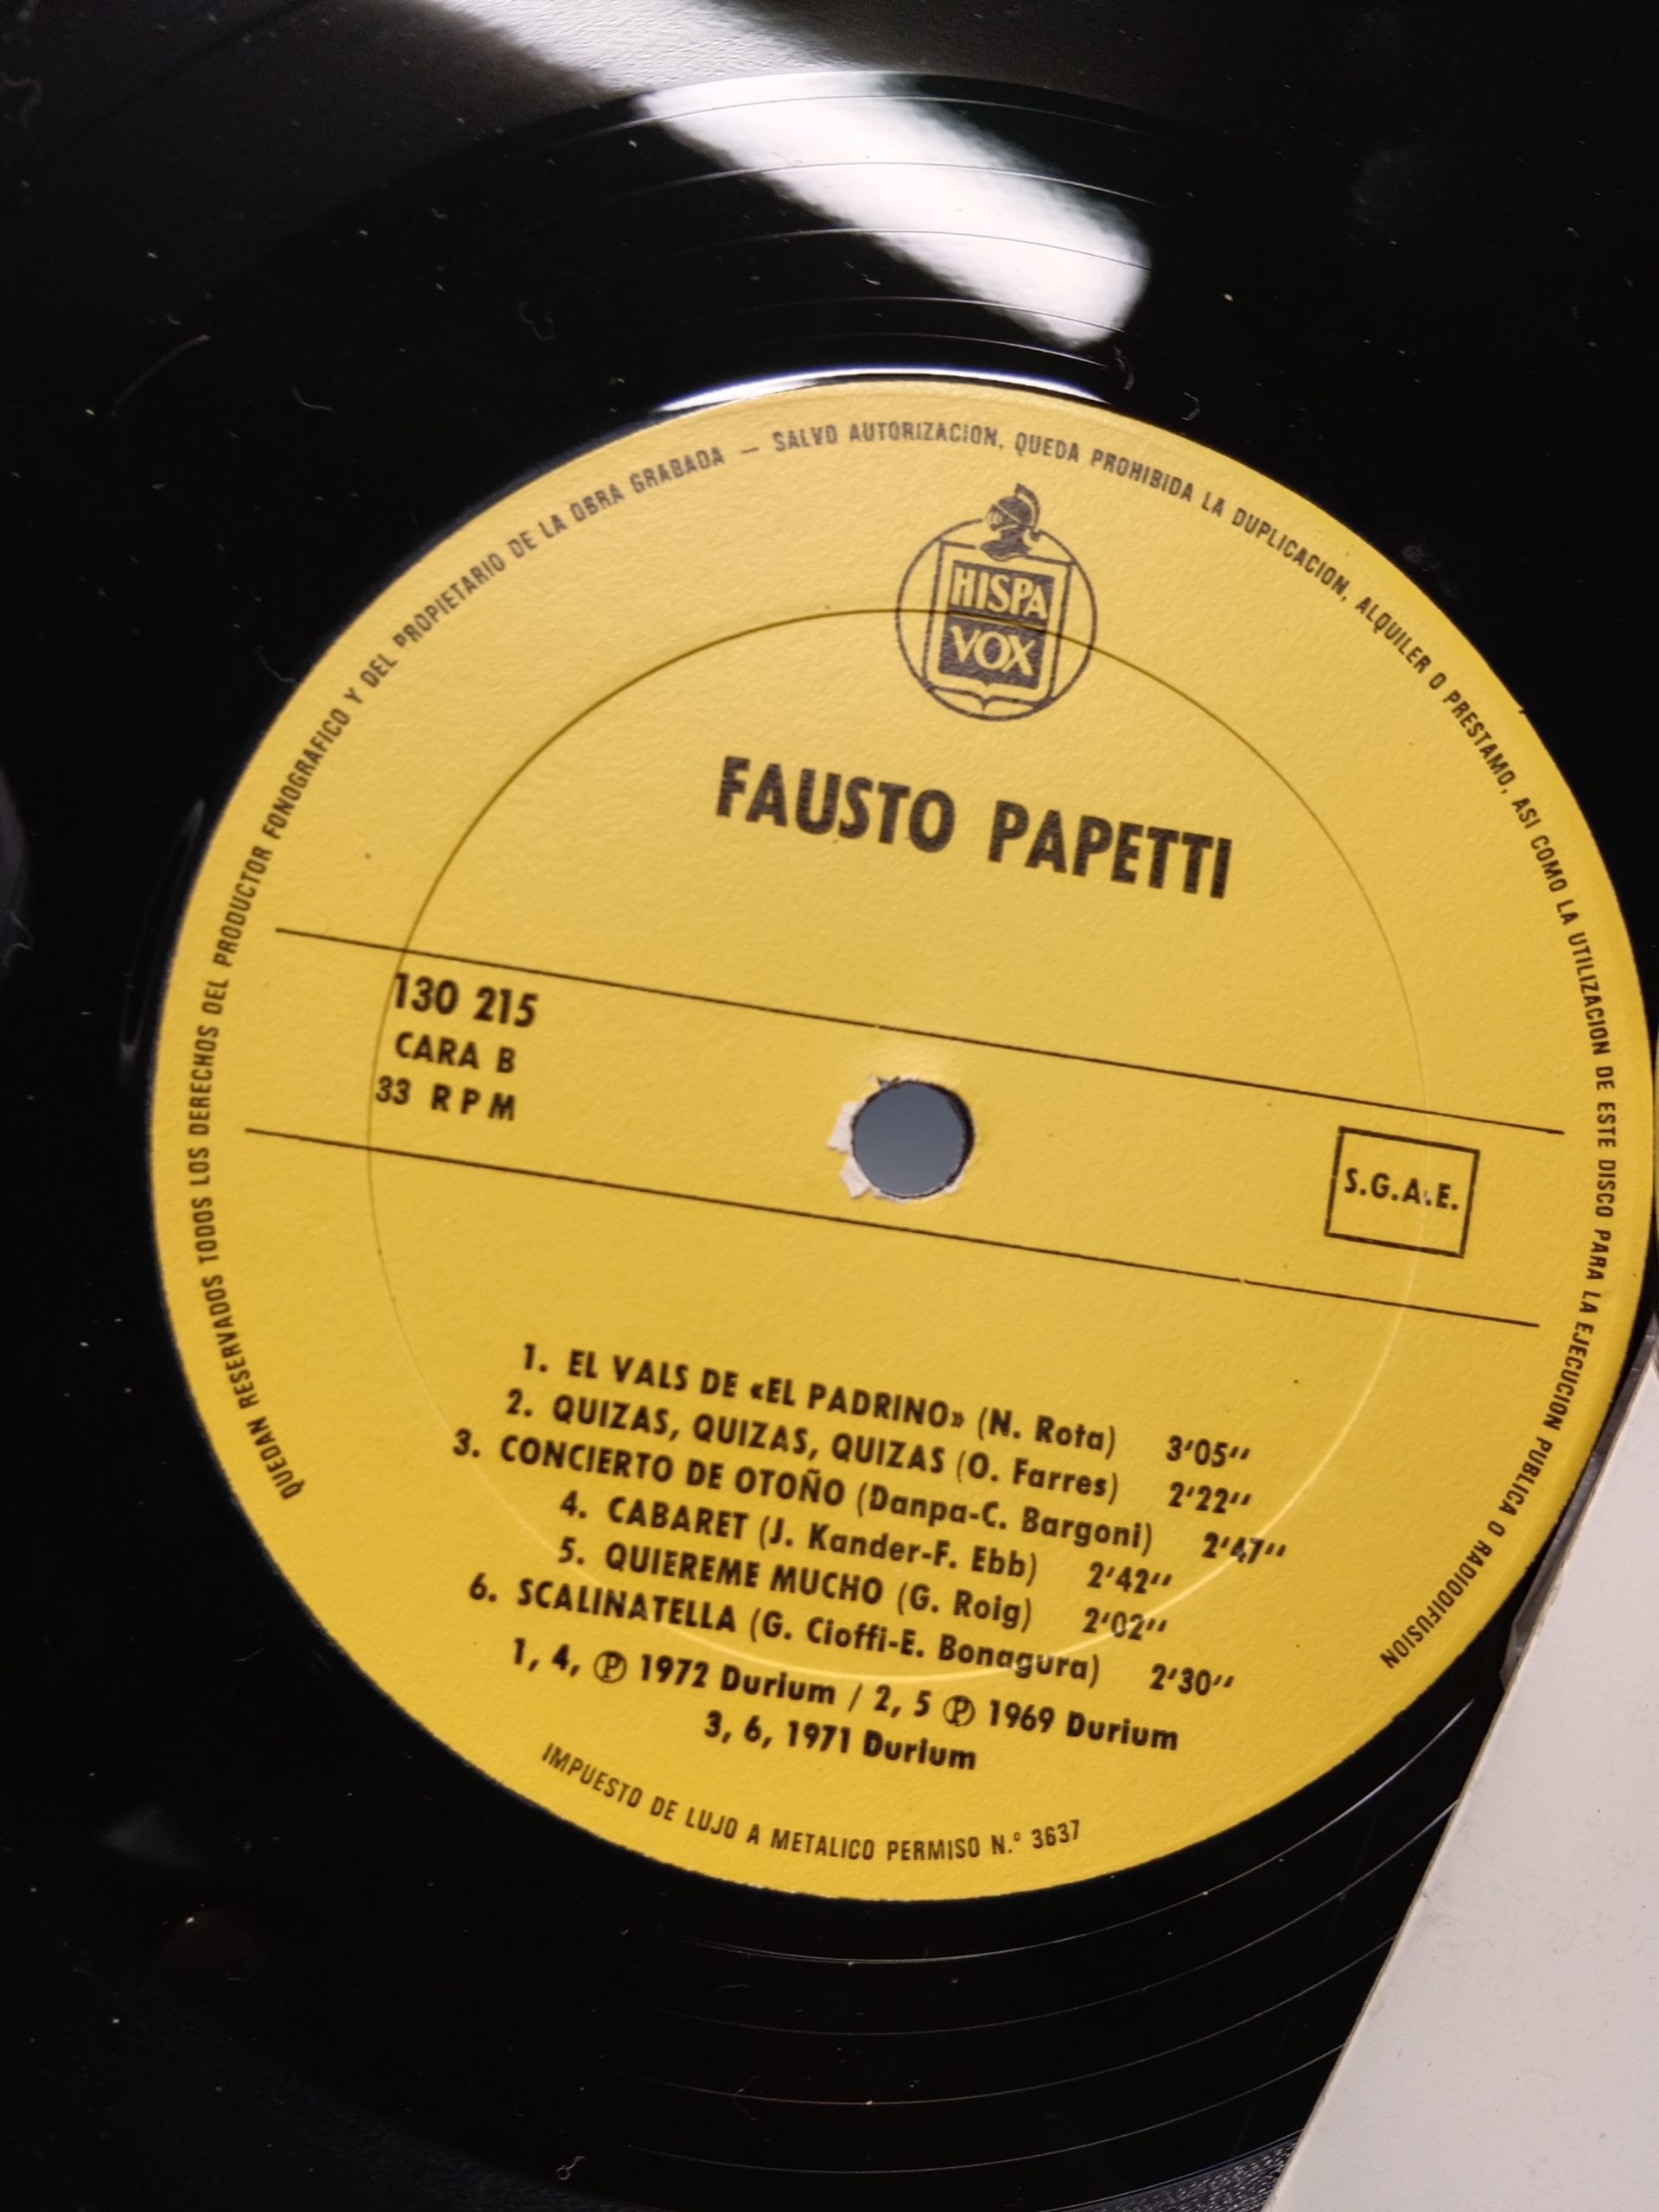 QUEDAN RESERVADOS TODOS LOS DERECHOS DEL PRODUCTOR FONOGRAFICO Y DEL PROPIETARIO DE LA OBRA GRABADA — SALVO AUTORIZACION, QUEDA PROHIBIDA LA DUPLICACION, ALQUILER O PRESTAMO, ASI COMO LA UTILIZACION DE ESTE DISCO PARA LA EJECUCION PUBLICA O RADIODIFUSION
HISPA
VOX
FAUSTO PAPETTI
130 215
CARA B
33 RPM
S.G.A.E.
1. EL VALS DE «EL PADRINO» (N. Rota) 3'05''
2. QUIZAS, QUIZAS, QUIZAS (O. Farres) 2'22''
3. CONCIERTO DE OTOÑO (Danpa-C. Bargoni) 2'47''
4. CABARET (J. Kander-F. Ebb) 2'42''
5. QUIEREME MUCHO (G. Roig) 2'02''
6. SCALINATELLA (G. Cioffi-E. Bonagura) 2'30''
1, 4, ℗ 1972 Durium / 2, 5 ℗ 1969 Durium
3, 6, 1971 Durium
IMPUESTO DE LUJO A METALICO PERMISO N.º 3637